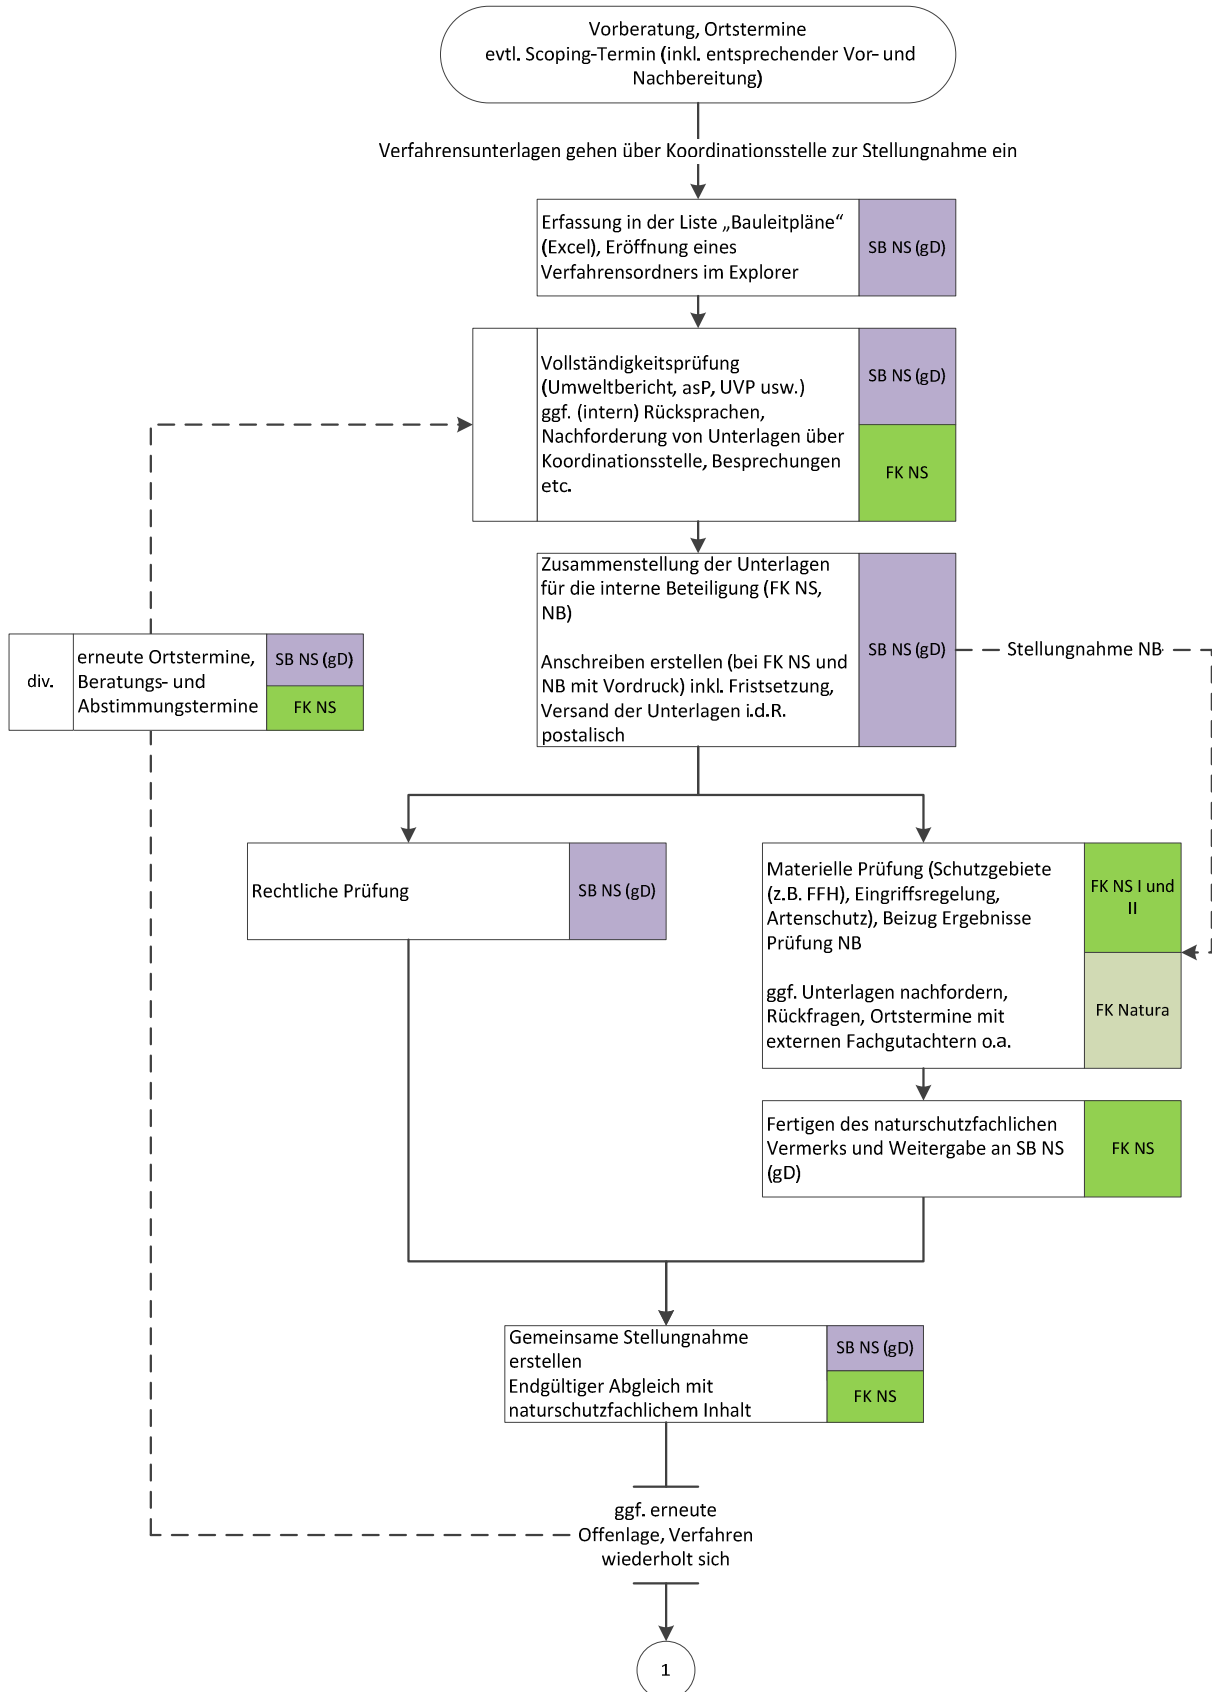 Vorberatung, Ortstermine
evtl. Scoping-Termin (inkl. entsprechender Vor- und
Nachbereitung)
Verfahrensunterlagen gehen über Koordinationsstelle zur Stellungnahme ein
Erfassung in der Liste „Bauleitpläne“
(Excel), Eröffnung eines
Verfahrensordners im Explorer
SB NS (gD)
Vollständigkeitsprüfung
(Umweltbericht, asP, UVP usw.)
ggf. (intern) Rücksprachen,
Nachforderung von Unterlagen über
Koordinationsstelle, Besprechungen
etc.
SB NS (gD)
FK NS
Zusammenstellung der Unterlagen
für die interne Beteiligung (FK NS,
NB)
Anschreiben erstellen (bei FK NS und
NB mit Vordruck) inkl. Fristsetzung,
Versand der Unterlagen i.d.R.
postalisch
SB NS (gD)
Stellungnahme NB
div.
erneute Ortstermine,
Beratungs- und
Abstimmungstermine
SB NS (gD)
FK NS
Rechtliche Prüfung
SB NS (gD)
Materielle Prüfung (Schutzgebiete
(z.B. FFH), Eingriffsregelung,
Artenschutz), Beizug Ergebnisse
Prüfung NB
ggf. Unterlagen nachfordern,
Rückfragen, Ortstermine mit
externen Fachgutachtern o.a.
FK NS I und
II
FK Natura
Fertigen des naturschutzfachlichen
Vermerks und Weitergabe an SB NS
(gD)
FK NS
Gemeinsame Stellungnahme
erstellen
Endgültiger Abgleich mit
naturschutzfachlichem Inhalt
SB NS (gD)
FK NS
ggf. erneute
Offenlage, Verfahren
wiederholt sich
1